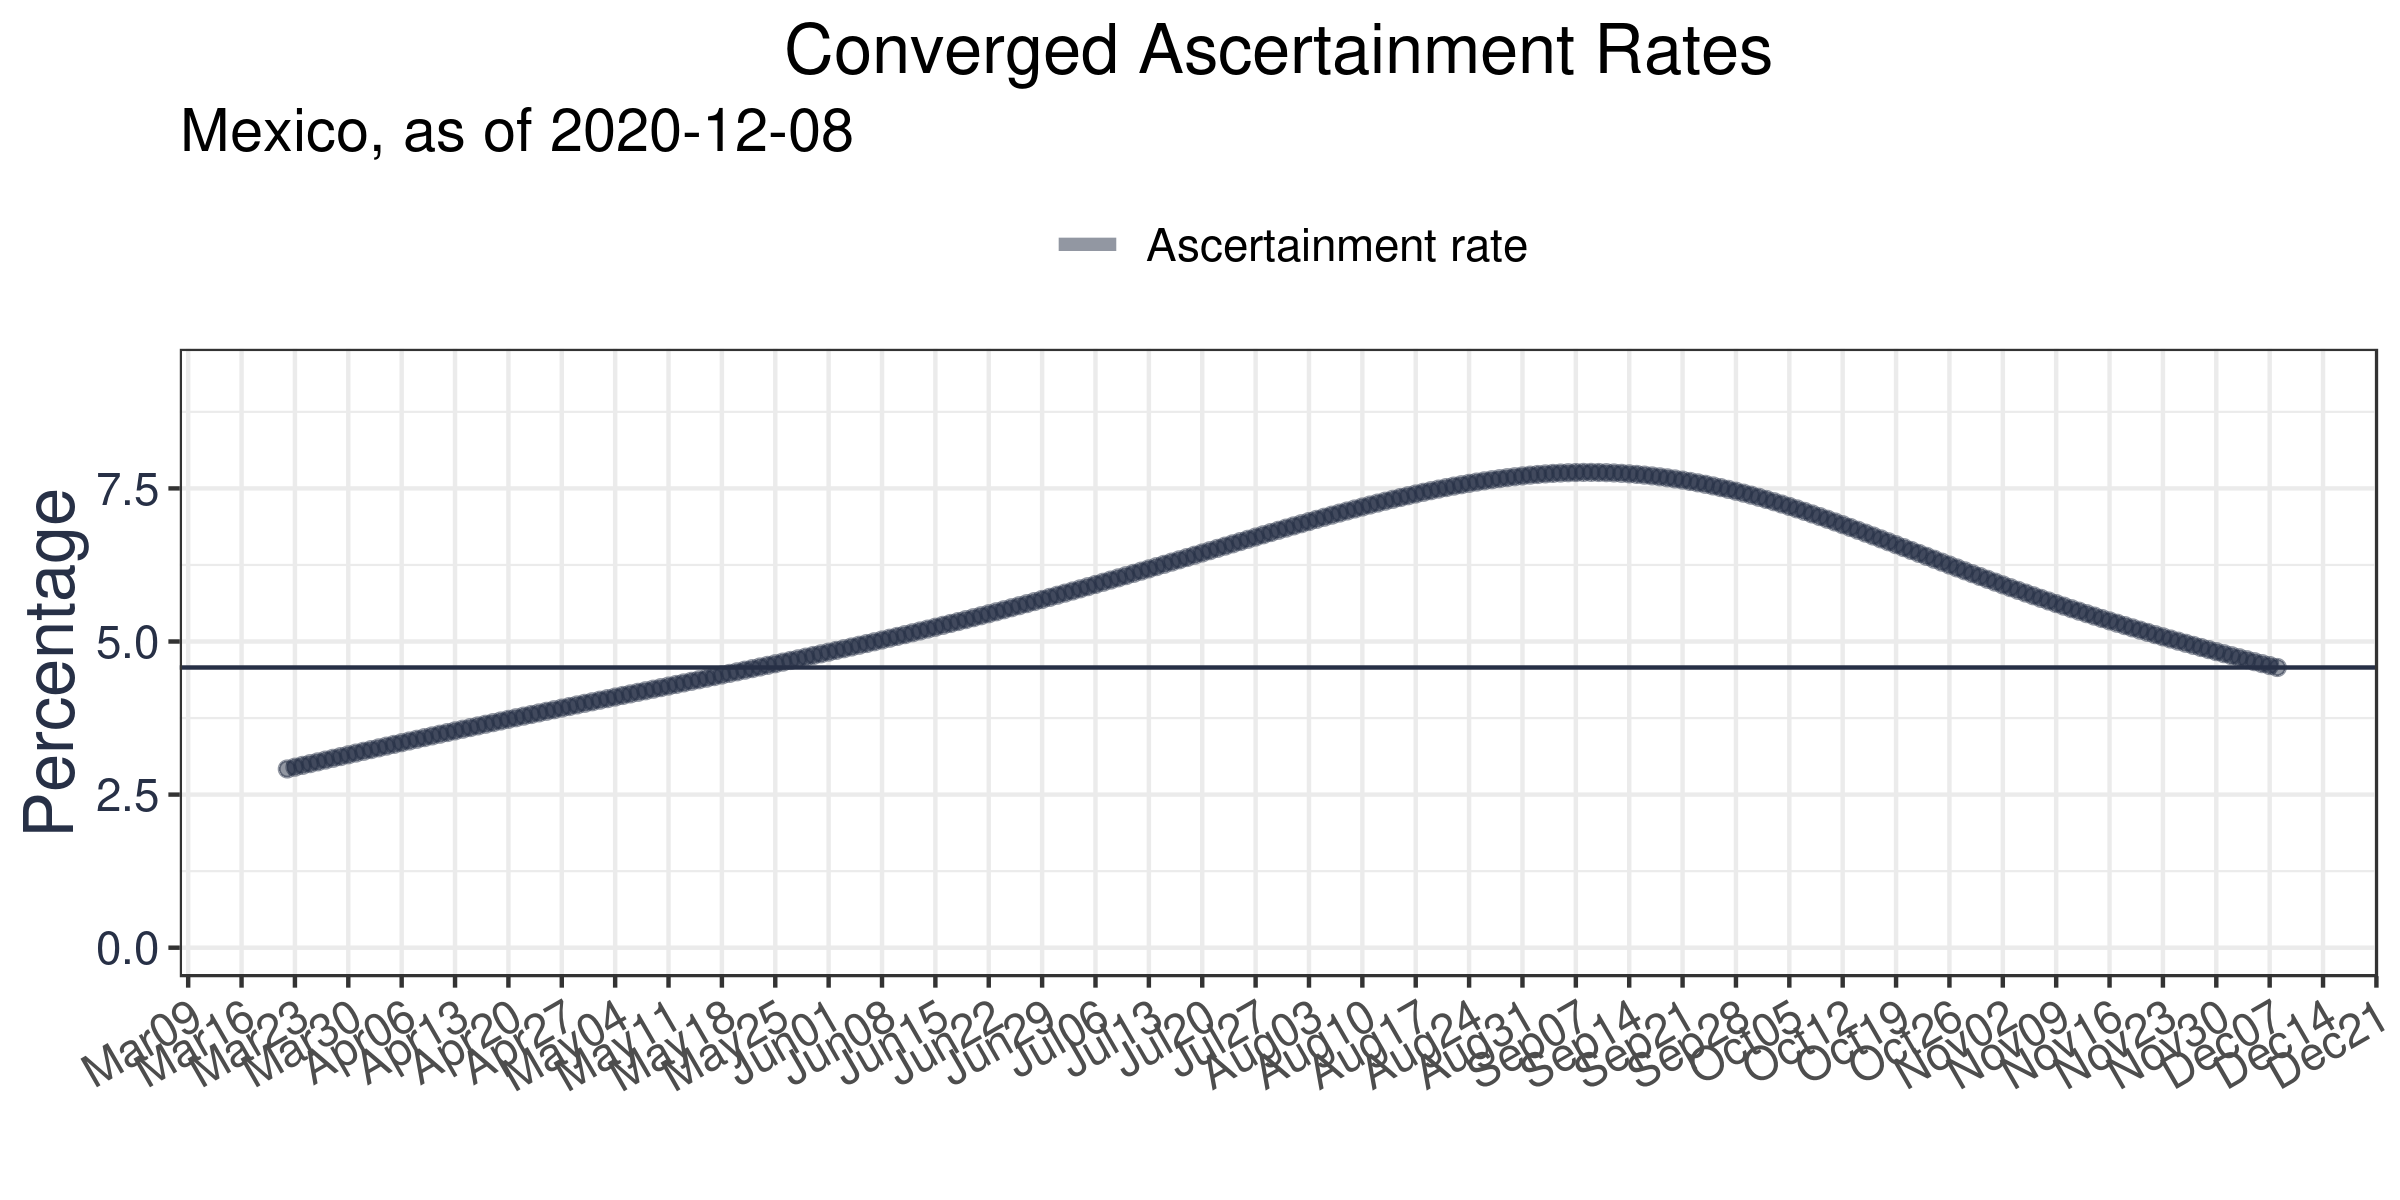 Converged Ascertainment Rates
Mexico, as of 2020-12-08
Ascertainment rate
Percentage
7.5
5.0
2.5
0.0
Mar09
Mar16
Mar23
Mar30
Apr06
Apr13
Apr20
Apr27
May04
May11
May18
May25
Jun01
Jun08
Jun15
Jun22
Jun29
Jul06
Jul13
Jul20
Jul27
Aug03
Aug10
Aug17
Aug24
Aug31
Sep07
Sep14
Sep21
Sep28
Oct05
Oct12
Oct19
Oct26
Nov02
Nov09
Nov16
Nov23
Nov30
Dec07
Dec14
Dec21